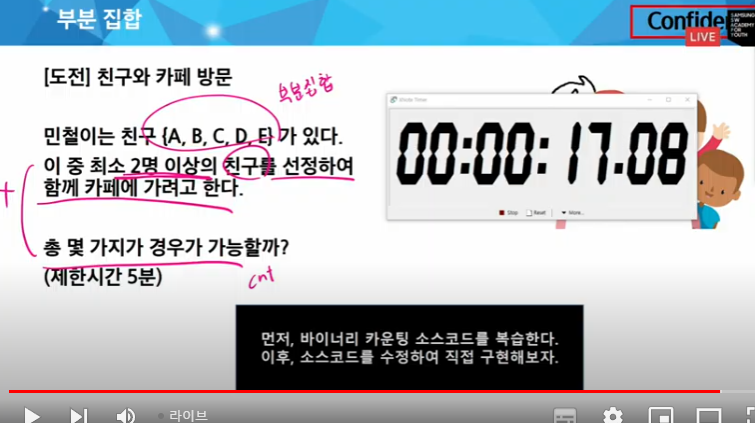 부분 집합
Confide
LIVE
SAMSUNG
SW
ACADEMY
FOR
YOUTH
[도전] 친구와 카페 방문
부분집합
민철이는 친구 {A, B, C, D, E} 가 있다.
이 중 최소 2명 이상의 친구를 선정하여
함께 카페에 가려고 한다.
총 몇 가지가 경우가 가능할까?
(제한시간 5분)
cnt
00:00:17.08
Stop
Reset
More...
먼저, 바이너리 카운팅 소스코드를 복습한다.
이후, 소스코드를 수정하여 직접 구현해보자.
라이브